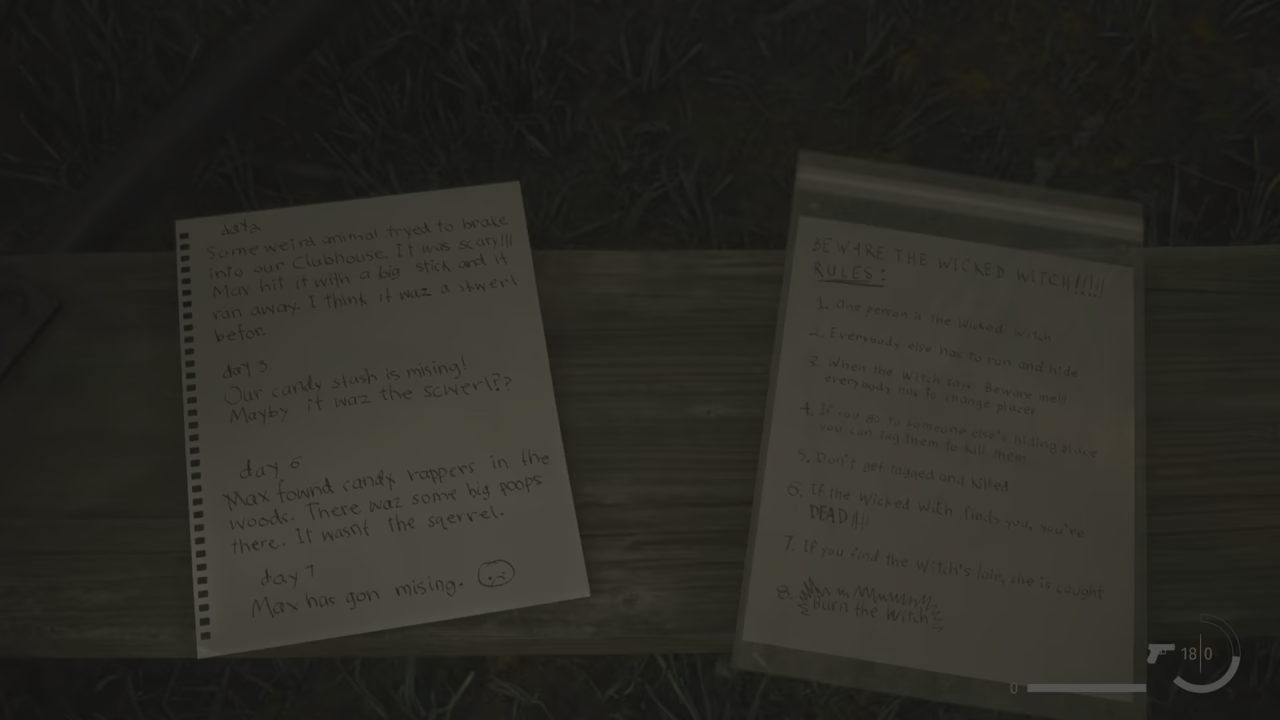 day 2
Some weird animal tryed to brake
into our Clubhouse. It was scary!!!
Max hit it with a big stick and it
ran away. I think it waz a skwerl
befor.
day 3
Our candy stash is mising!
Mayby it waz the scwerl??
day 6
Max fownd candy rappers in the
woods. There waz some big poops
there. It wasnt the sqerrel.
day 7
Max has gon mising.
BEWARE THE WICKED WITCH!!!!!
RULES:
1. One person is the wicked witch
2. Everybody else has to run and hide
3. When the witch says Beware me!!!
everybody has to change places
4. If you go to someone else's hiding place
you can tag them to kill them
5. Don't get tagged and killed
6. If the wicked with finds you, you're
DEAD!!!!
7. If you find the witch's lair, she is cought
8.
Burn the witch
18 0
0